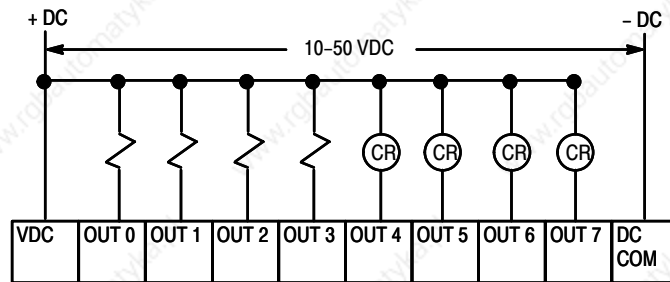 + DC
– DC
10–50 VDC
CR CR CR CR
VDC OUT 0 OUT 1 OUT 2 OUT 3 OUT 4 OUT 5 OUT 6 OUT 7 DC
COM